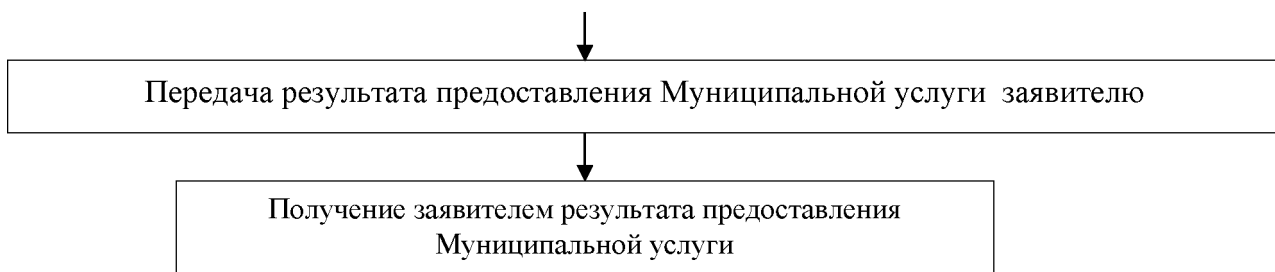 Передача результата предоставления Муниципальной услуги заявителю
Получение заявителем результата предоставления
Муниципальной услуги